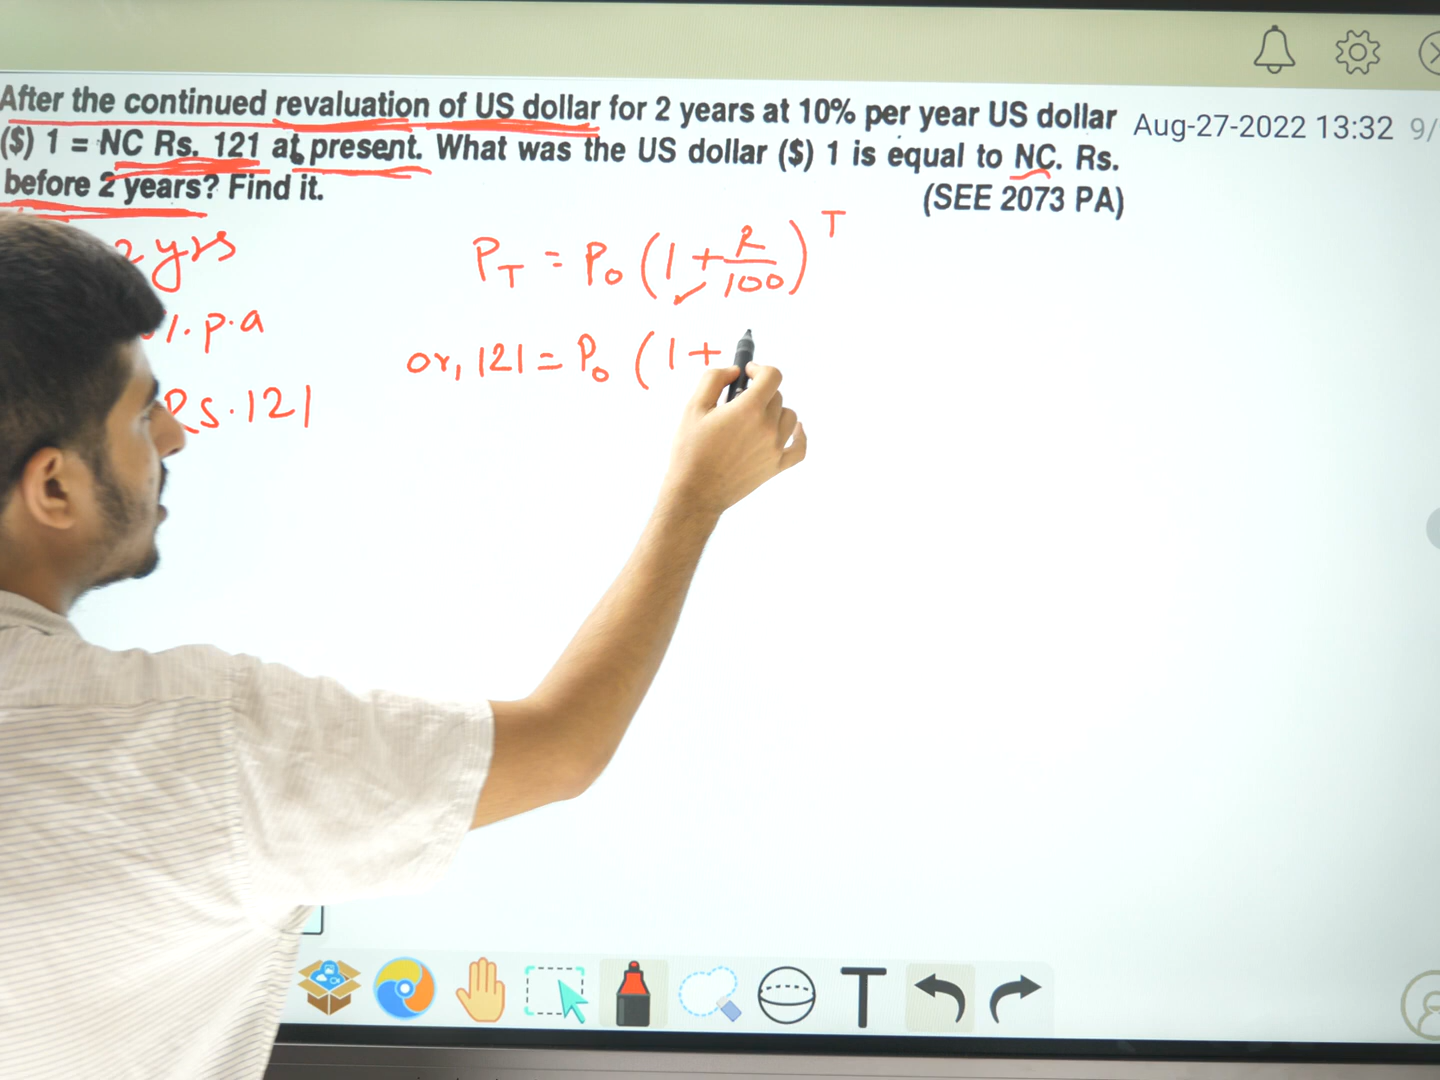 After the continued revaluation of US dollar for 2 years at 10% per year US dollar
($) 1 = NC Rs. 121 at present. What was the US dollar ($) 1 is equal to NC. Rs.
before 2 years? Find it.
(SEE 2073 PA)
Aug-27-2022 13:32 9/
2 yrs
%. p.a
Rs. 121
P_T = P_0 (1 + R/100)^T
or, 121 = P_0 (1 +
T